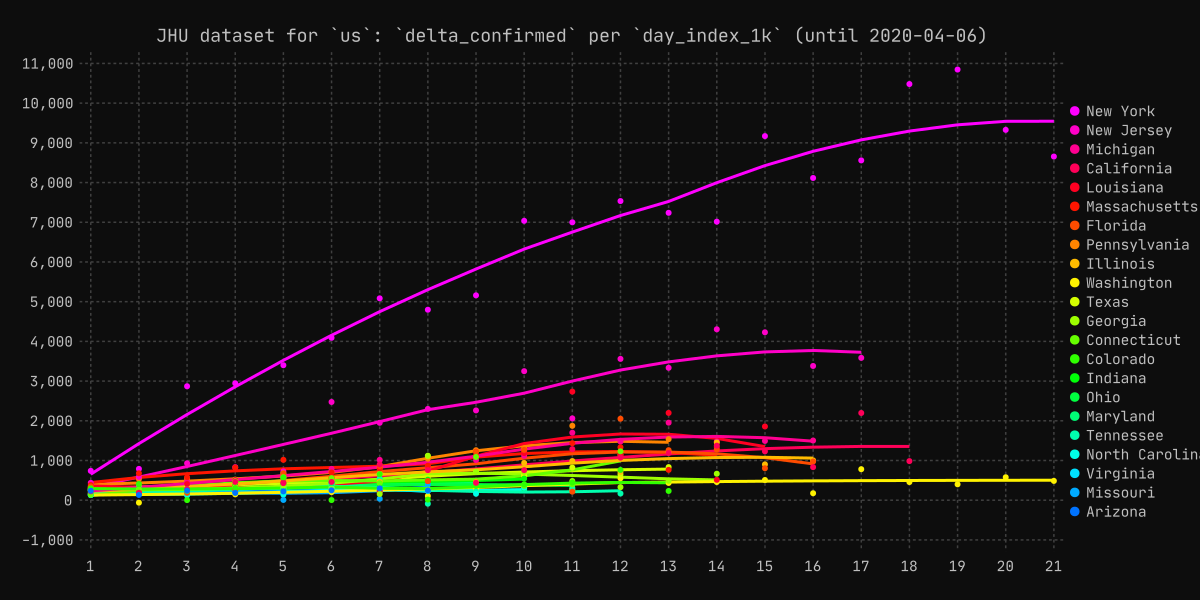 JHU dataset for `us`: `delta_confirmed` per `day_index_1k` (until 2020-04-06)
11,000
10,000
9,000
8,000
7,000
6,000
5,000
4,000
3,000
2,000
1,000
0
-1,000
1 2 3 4 5 6 7 8 9 10 11 12 13 14 15 16 17 18 19 20 21
New York
New Jersey
Michigan
California
Louisiana
Massachusetts
Florida
Pennsylvania
Illinois
Washington
Texas
Georgia
Connecticut
Colorado
Indiana
Ohio
Maryland
Tennessee
North Carolina
Virginia
Missouri
Arizona